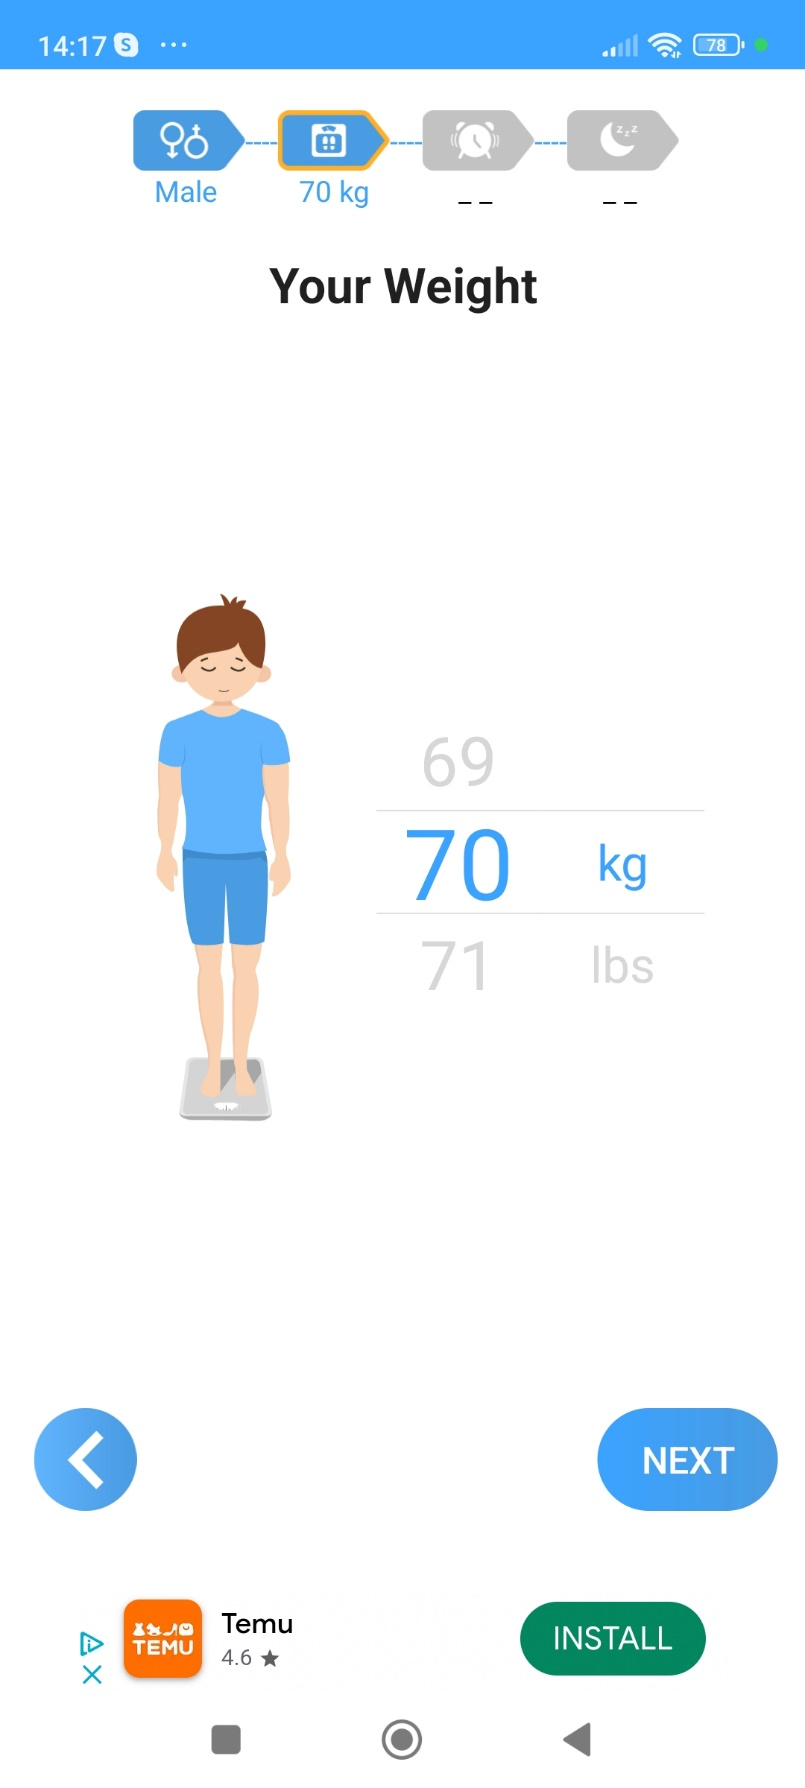 14:17 S ...
78
z z z
Male
70 kg
_ _
_ _
Your Weight
69
70 kg
71 lbs
NEXT
TEMU
Temu
4.6 ★
INSTALL